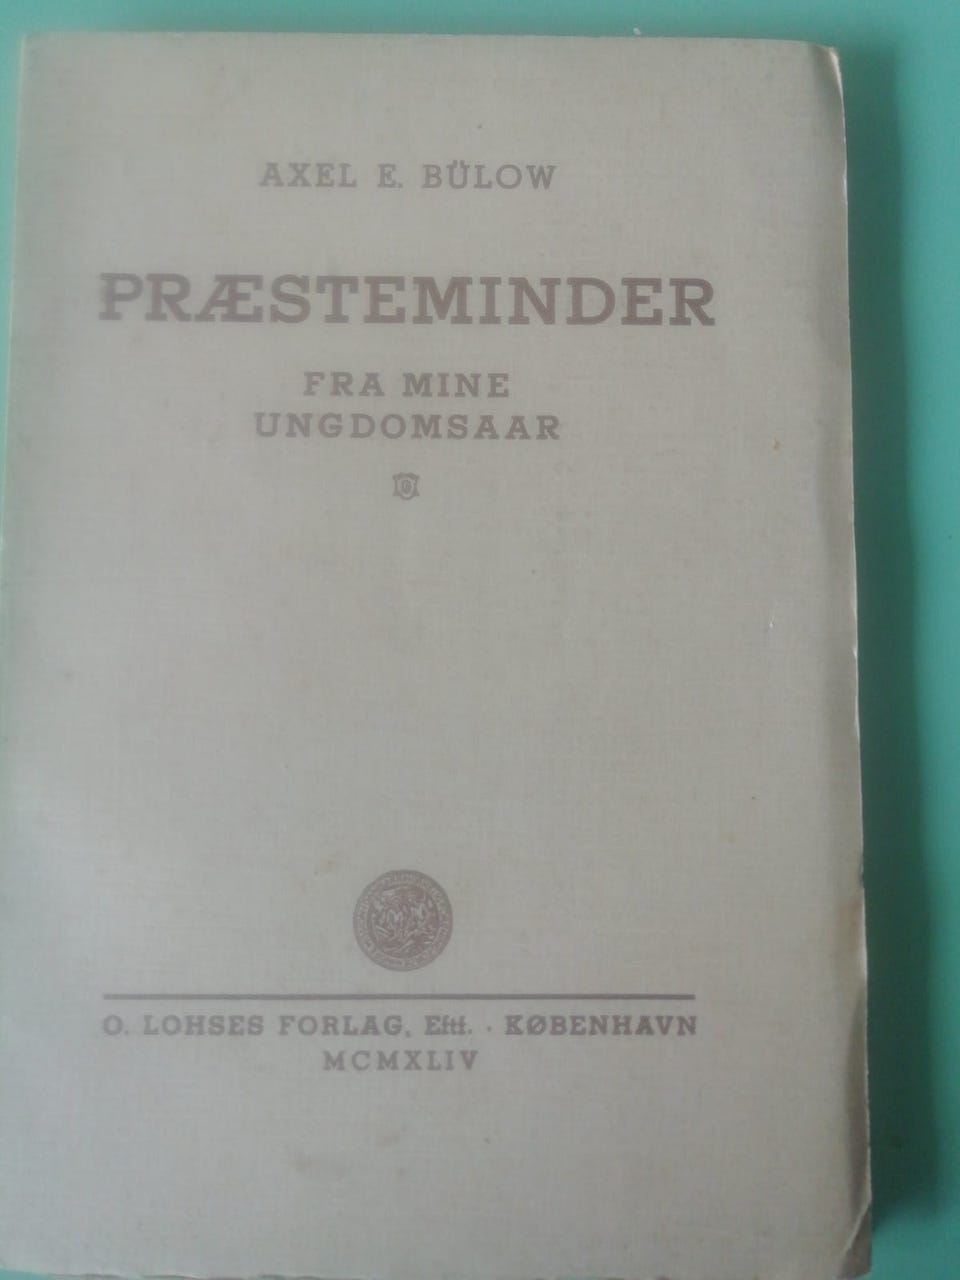 AXEL E. BÜLOW
PRÆSTEMINDER
FRA MINE
UNGDOMSAAR
O. LOHSES FORLAG, Eftf. · KØBENHAVN
MCMXLIV